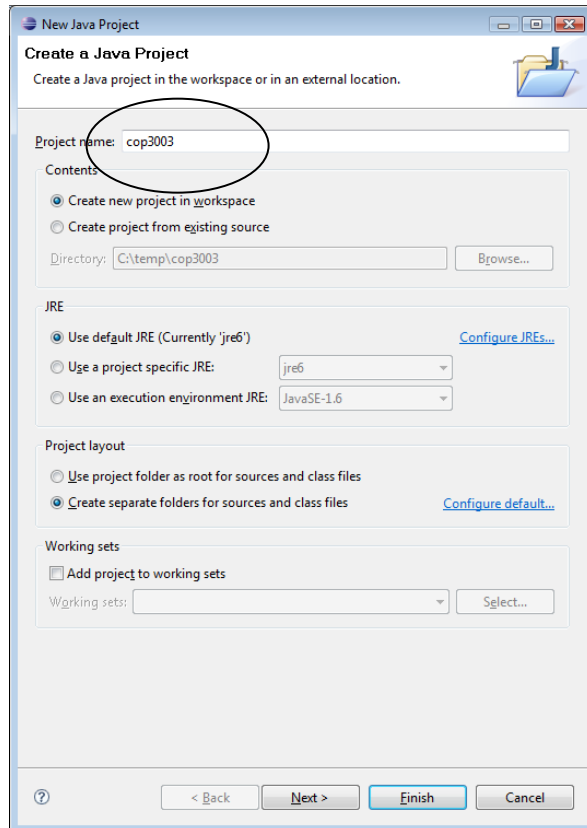 New Java Project
Create a Java Project
Create a Java project in the workspace or in an external location.
Project name: cop3003
Contents
Create new project in workspace
Create project from existing source
Directory: C:\temp\cop3003 Browse...
JRE
Use default JRE (Currently 'jre6') Configure JREs...
Use a project specific JRE: jre6
Use an execution environment JRE: JavaSE-1.6
Project layout
Use project folder as root for sources and class files
Create separate folders for sources and class files Configure default...
Working sets
Add project to working sets
Working sets: Select...
? < Back Next > Finish Cancel